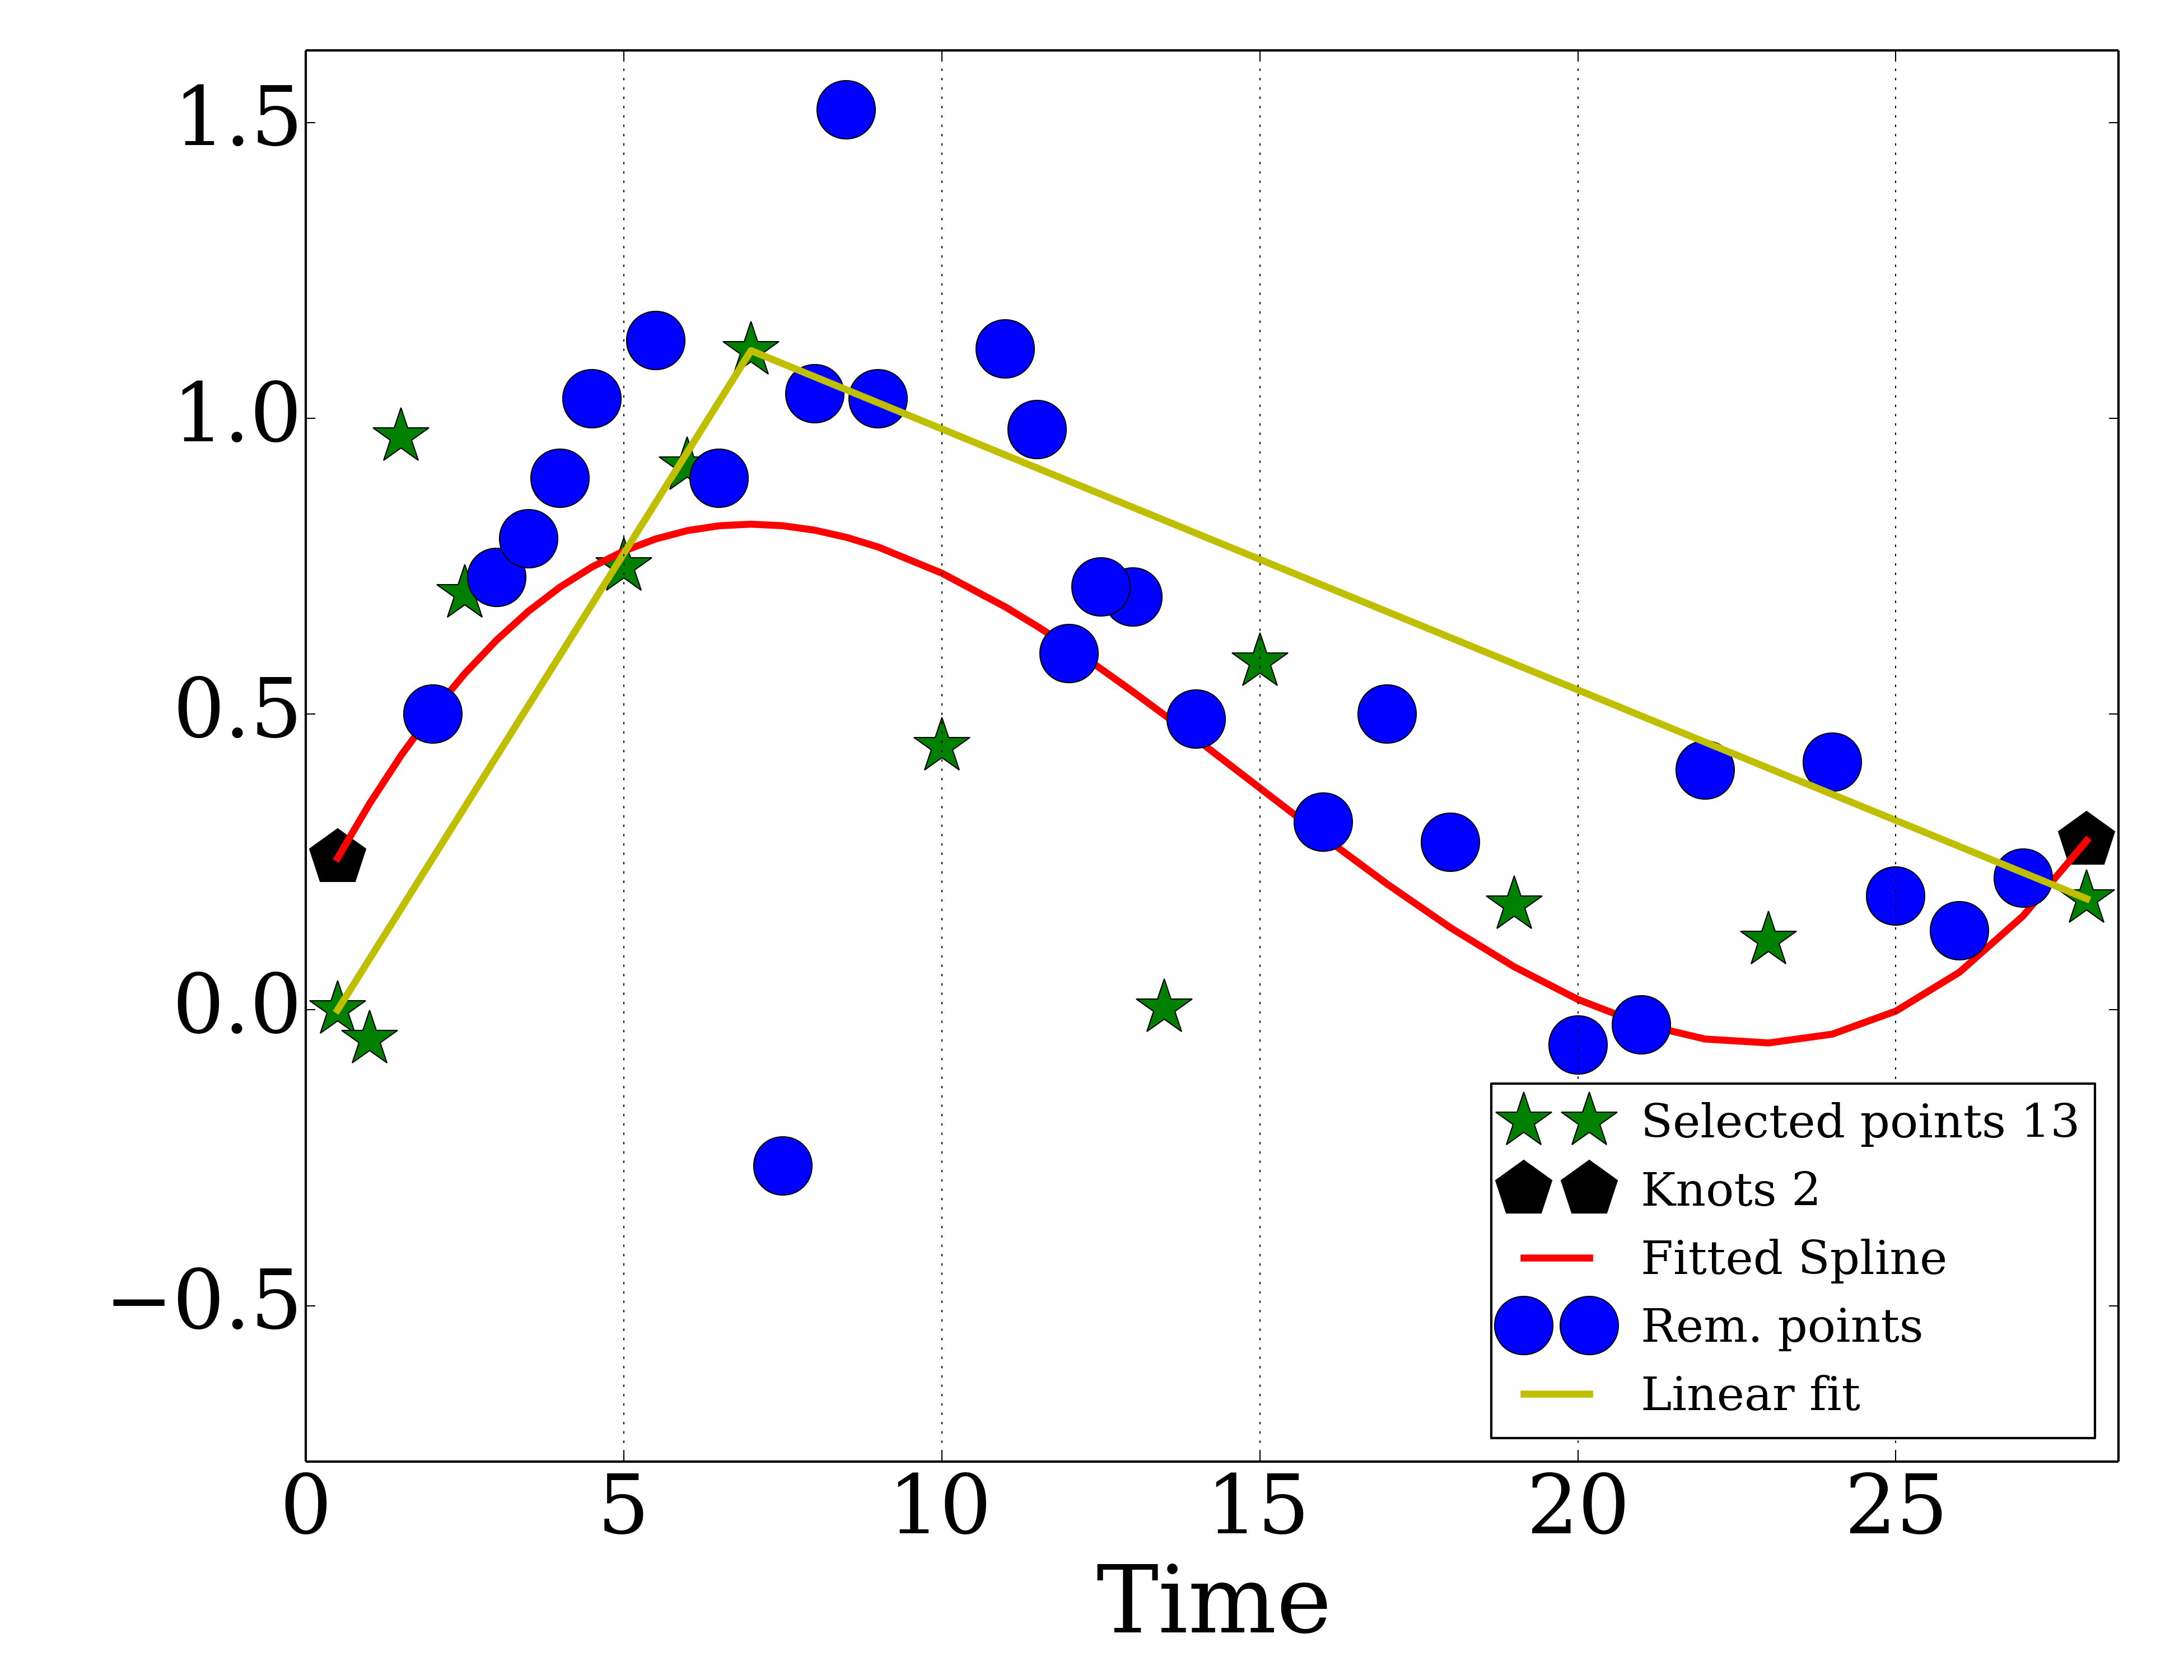 1.5
1.0
0.5
0.0
−0.5
0 5 10 15 20 25
Time
Selected points 13
Knots 2
Fitted Spline
Rem. points
Linear fit